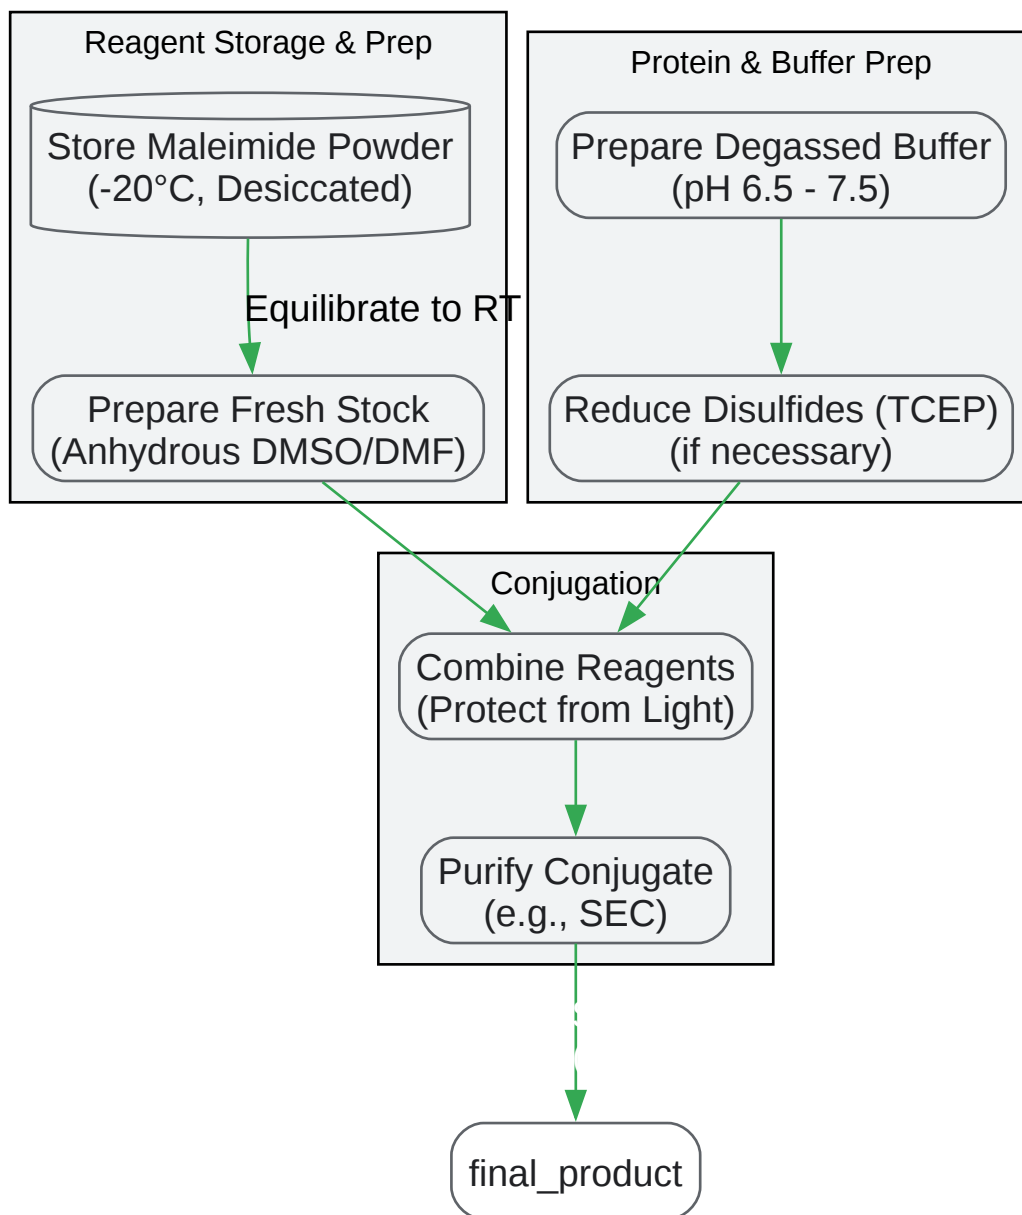 Reagent Storage & Prep
Store Maleimide Powder
(-20°C, Desiccated)
Equilibrate to RT
Prepare Fresh Stock
(Anhydrous DMSO/DMF)
Protein & Buffer Prep
Prepare Degassed Buffer
(pH 6.5 - 7.5)
Reduce Disulfides (TCEP)
(if necessary)
Conjugation
Combine Reagents
(Protect from Light)
Purify Conjugate
(e.g., SEC)
final_product